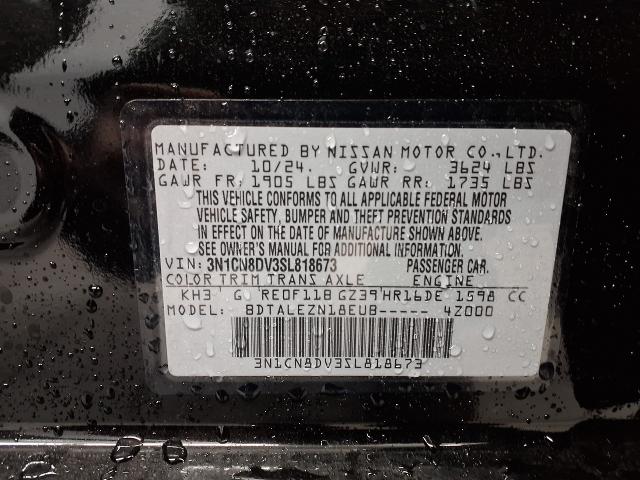 MANUFACTURED BY NISSAN MOTOR CO.,LTD.
DATE: 10/24. GVWR: 3624 LBS
GAWR FR: 1905 LBS GAWR RR: 1735 LBS
THIS VEHICLE CONFORMS TO ALL APPLICABLE FEDERAL MOTOR
VEHICLE SAFETY, BUMPER AND THEFT PREVENTION STANDARDS
IN EFFECT ON THE DATE OF MANUFACTURE SHOWN ABOVE.
SEE OWNER'S MANUAL FOR ADDITIONAL INFORMATION.
VIN: 3N1CN8DV3SL818673 PASSENGER CAR.
COLOR TRIM TRANS AXLE ENGINE
KH3 G RE0F11B GZ39 HR16DE 1598 CC
MODEL: BDTALEZN18EUB----- 4Z000
3N1CN8DV3SL818673